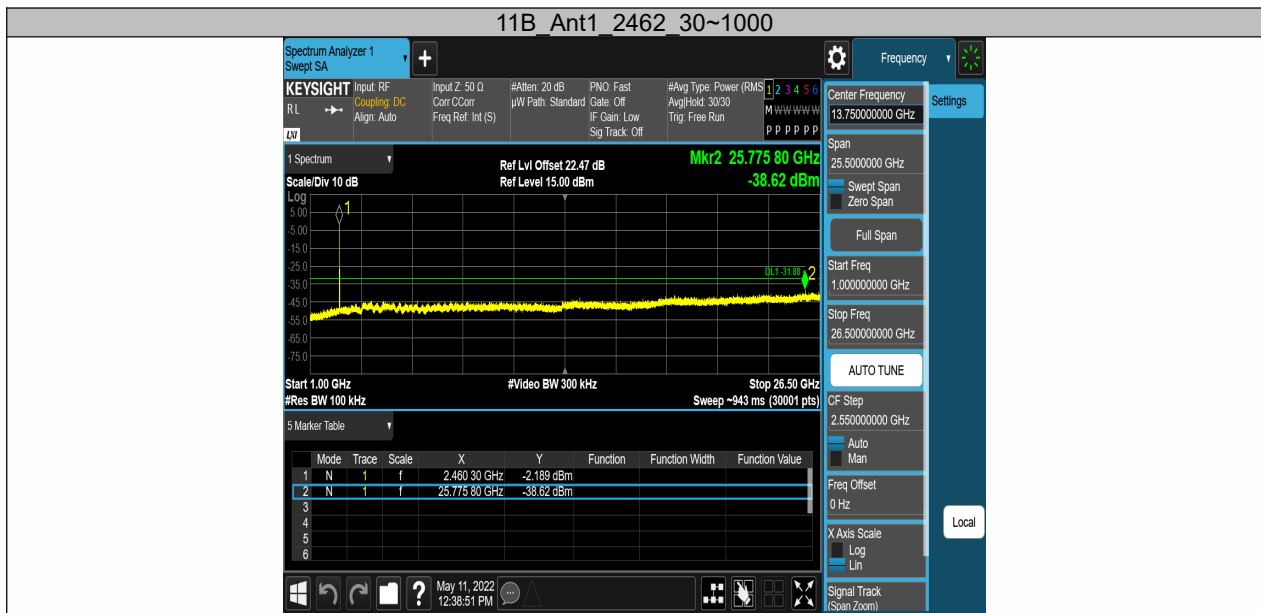 11B_Ant1_2462_30~1000
Spectrum Analyzer 1
Swept SA
+
Frequency
KEYSIGHT
RL
LXI
Input: RF
Coupling: DC
Align: Auto
Input Z: 50 Ω
Corr CCorr
Freq Ref: Int (S)
#Atten: 20 dB
µW Path: Standard
PNO: Fast
Gate: Off
IF Gain: Low
Sig Track: Off
#Avg Type: Power (RMS
Avg|Hold: 30/30
Trig: Free Run
1 2 3 4 5 6
M W W W W W
P P P P P P
Center Frequency
13.750000000 GHz
Settings
Span
25.5000000 GHz
Swept Span
Zero Span
Full Span
Start Freq
1.000000000 GHz
Stop Freq
26.500000000 GHz
AUTO TUNE
CF Step
2.550000000 GHz
Auto
Man
Freq Offset
0 Hz
X Axis Scale
Log
Lin
Signal Track
(Span Zoom)
Local
1 Spectrum
Scale/Div 10 dB
Ref Lvl Offset 22.47 dB
Ref Level 15.00 dBm
Mkr2 25.775 80 GHz
-38.62 dBm
Log
5.00
-5.00
-15.0
-25.0
-35.0
-45.0
-55.0
-65.0
-75.0
1
DL1 -31.88
2
Start 1.00 GHz
#Video BW 300 kHz
Stop 26.50 GHz
#Res BW 100 kHz
Sweep ~943 ms (30001 pts)
5 Marker Table
Mode Trace Scale X Y Function Function Width Function Value
1 N 1 f 2.460 30 GHz -2.189 dBm
2 N 1 f 25.775 80 GHz -38.62 dBm
3
4
5
6
?
May 11, 2022
12:38:51 PM